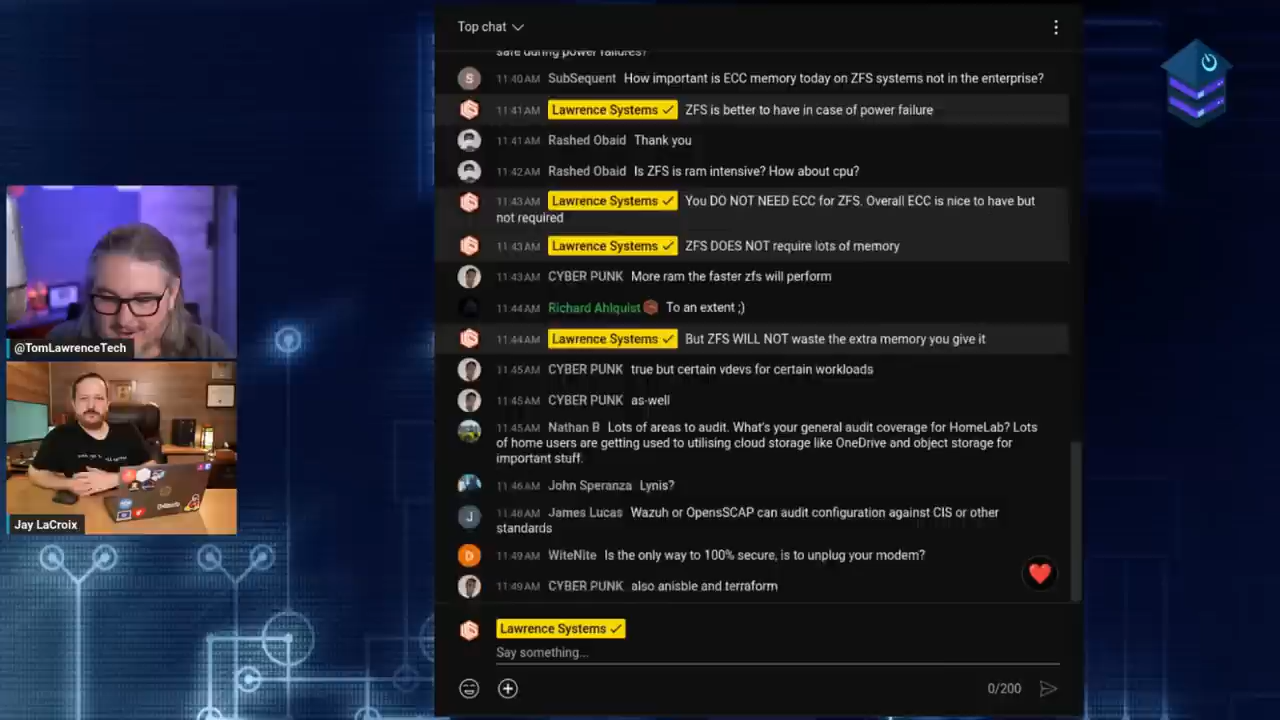 Top chat
safe during power failures?
S 11:40 AM SubSequent How important is ECC memory today on ZFS systems not in the enterprise?
11:41 AM Lawrence Systems ✓ ZFS is better to have in case of power failure
11:41 AM Rashed Obaid Thank you
11:42 AM Rashed Obaid Is ZFS is ram intensive? How about cpu?
11:43 AM Lawrence Systems ✓ You DO NOT NEED ECC for ZFS. Overall ECC is nice to have but
not required
11:43 AM Lawrence Systems ✓ ZFS DOES NOT require lots of memory
11:43 AM CYBER PUNK More ram the faster zfs will perform
11:44 AM Richard Ahlquist To an extent ;)
11:44 AM Lawrence Systems ✓ But ZFS WILL NOT waste the extra memory you give it
11:45 AM CYBER PUNK true but certain vdevs for certain workloads
11:45 AM CYBER PUNK as-well
11:45 AM Nathan B Lots of areas to audit. What's your general audit coverage for HomeLab? Lots
of home users are getting used to utilising cloud storage like OneDrive and object storage for
important stuff.
11:46 AM John Speranza Lynis?
J 11:48 AM James Lucas Wazuh or OpensSCAP can audit configuration against CIS or other
standards
D 11:49 AM WiteNite Is the only way to 100% secure, is to unplug your modem?
11:49 AM CYBER PUNK also anisble and terraform
Lawrence Systems ✓
Say something...
0/200
@TomLawrenceTech
Jay LaCroix